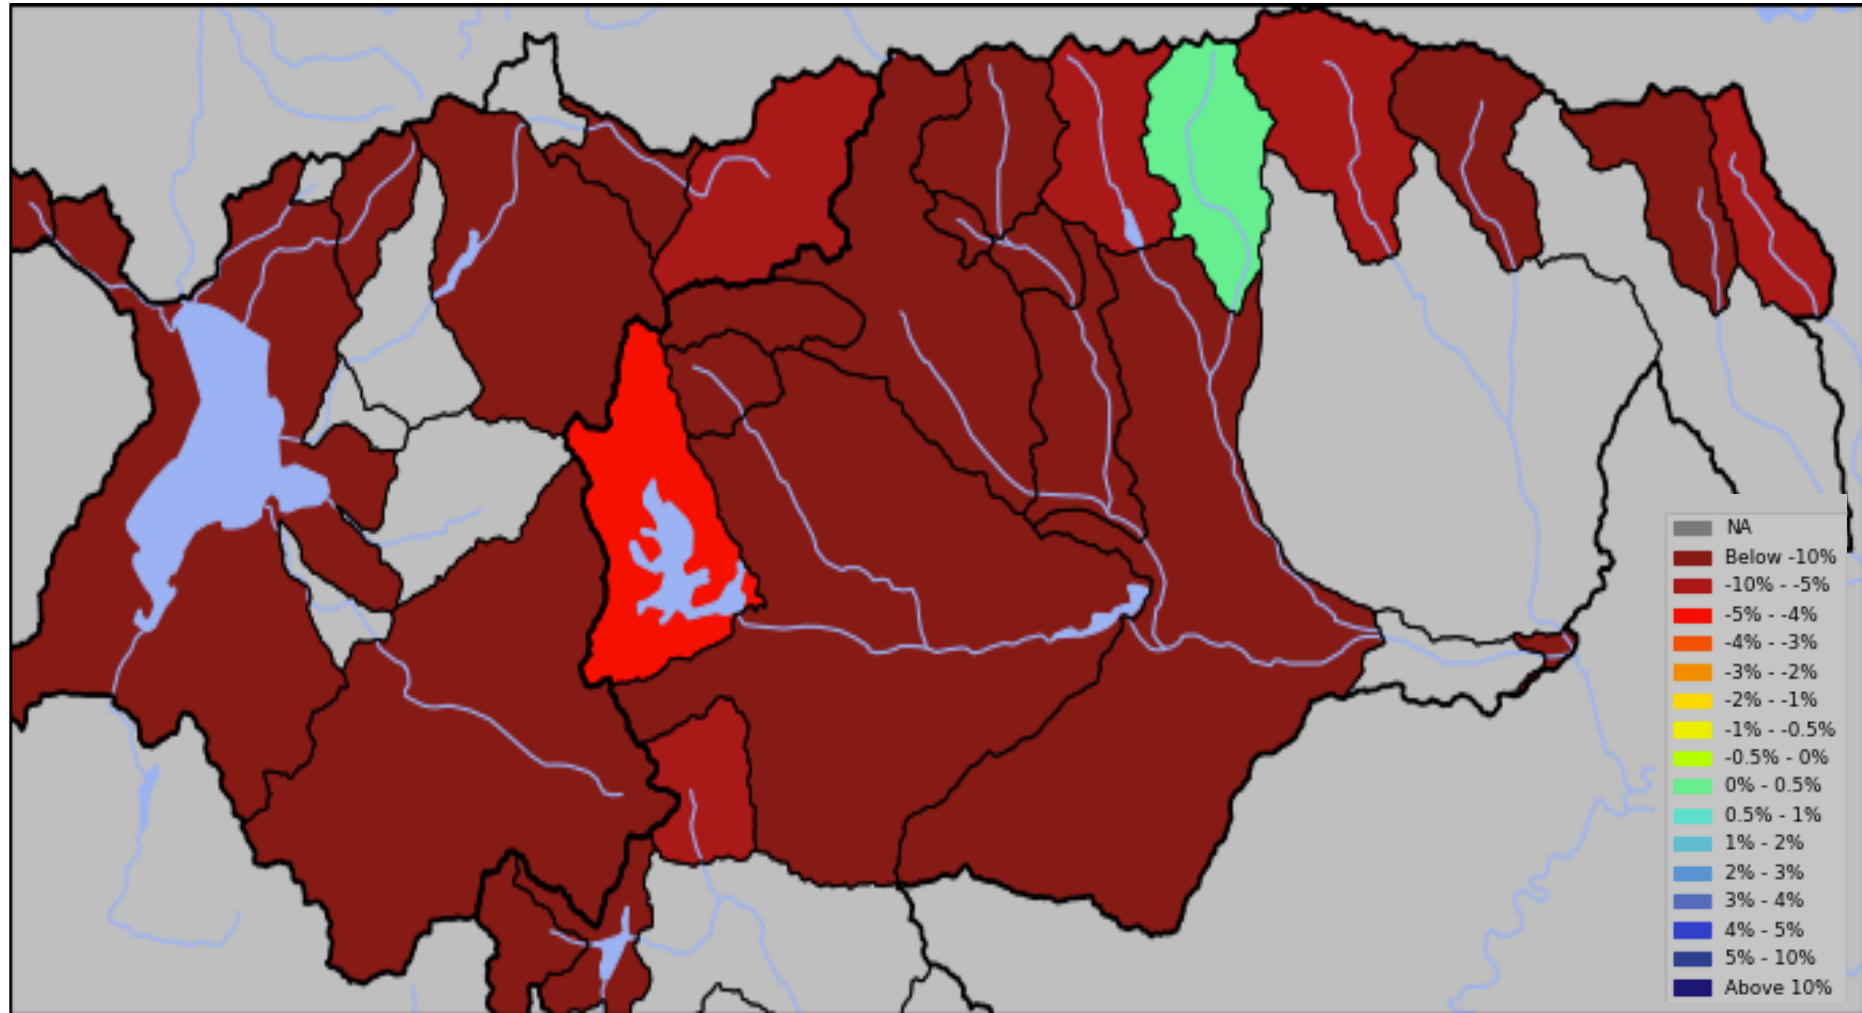 NA
Below -10%
-10% - -5%
-5% - -4%
-4% - -3%
-3% - -2%
-2% - -1%
-1% - -0.5%
-0.5% - 0%
0% - 0.5%
0.5% - 1%
1% - 2%
2% - 3%
3% - 4%
4% - 5%
5% - 10%
Above 10%